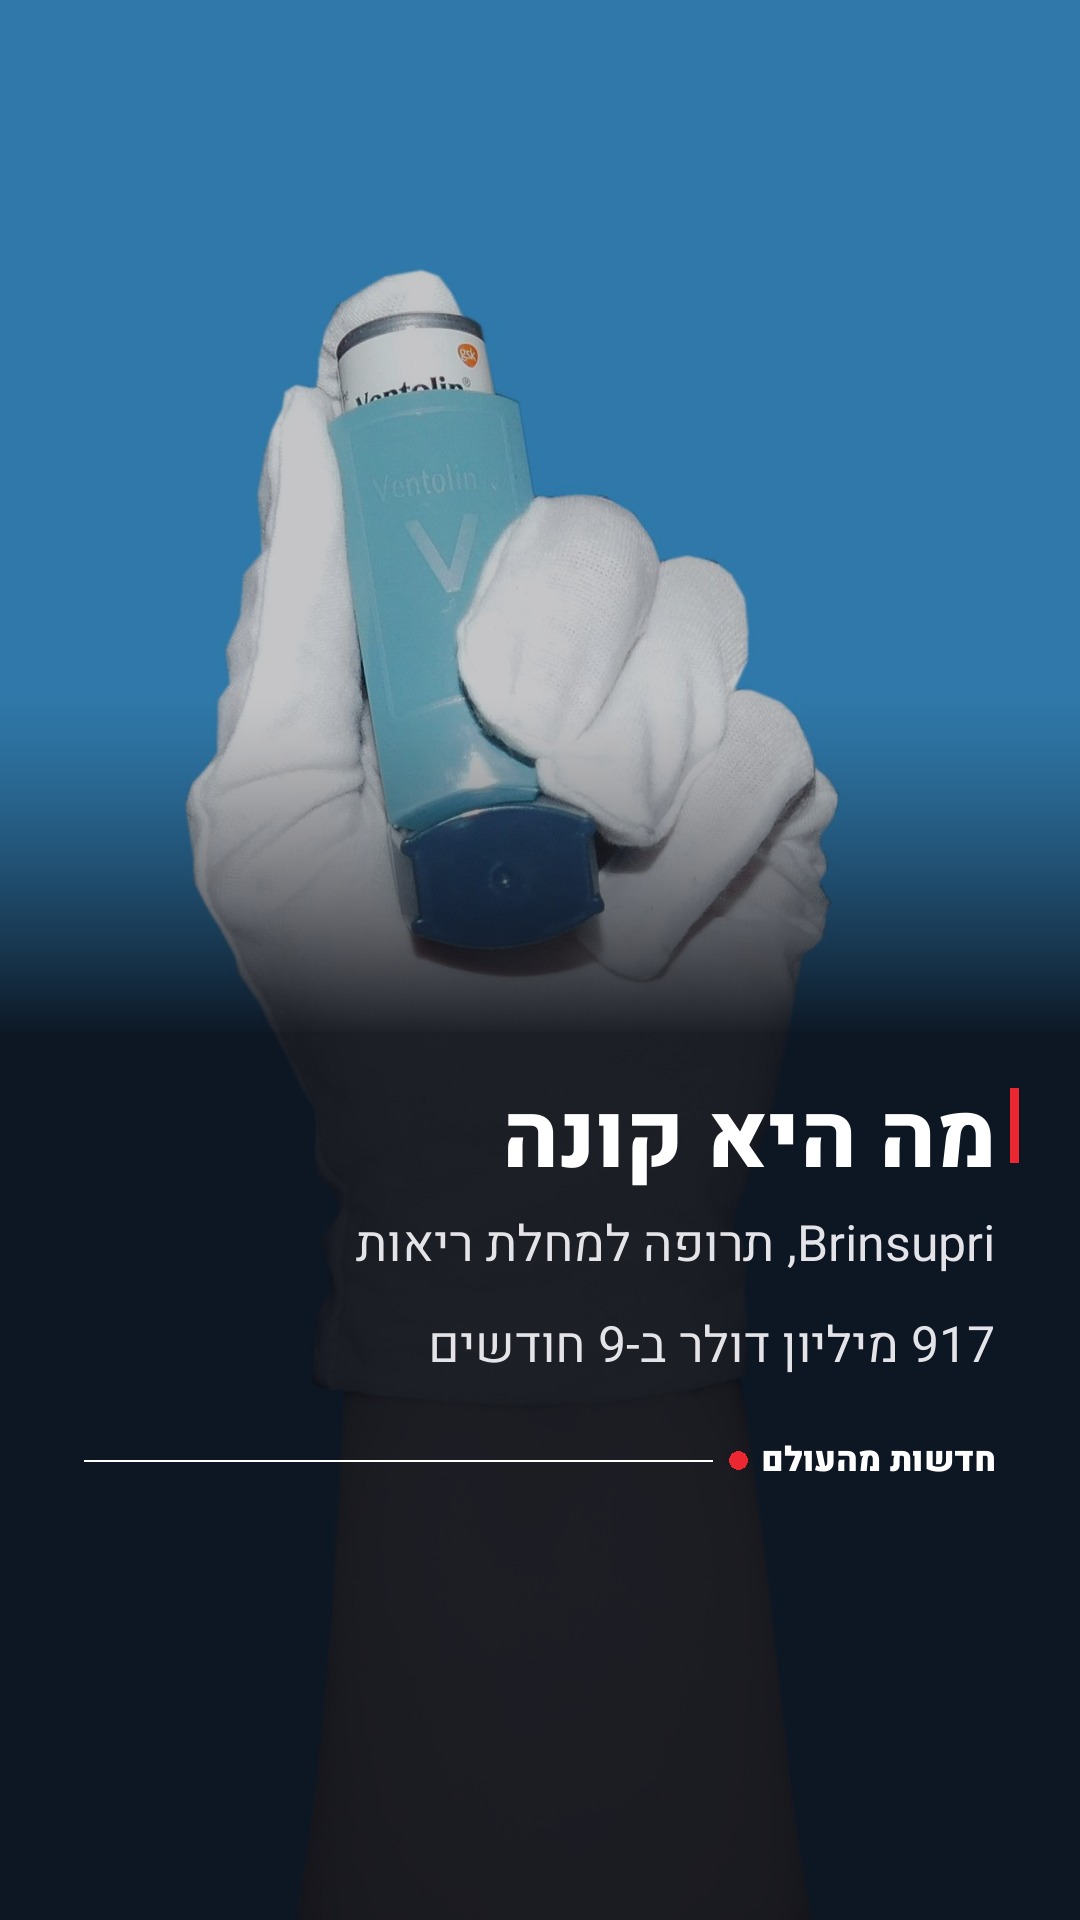 gsk
Ventolin®
Ventolin
V
מה היא קונה
Brinsupri, תרופה למחלת ריאות
917 מיליון דולר ב-9 חודשים
חדשות מהעולם